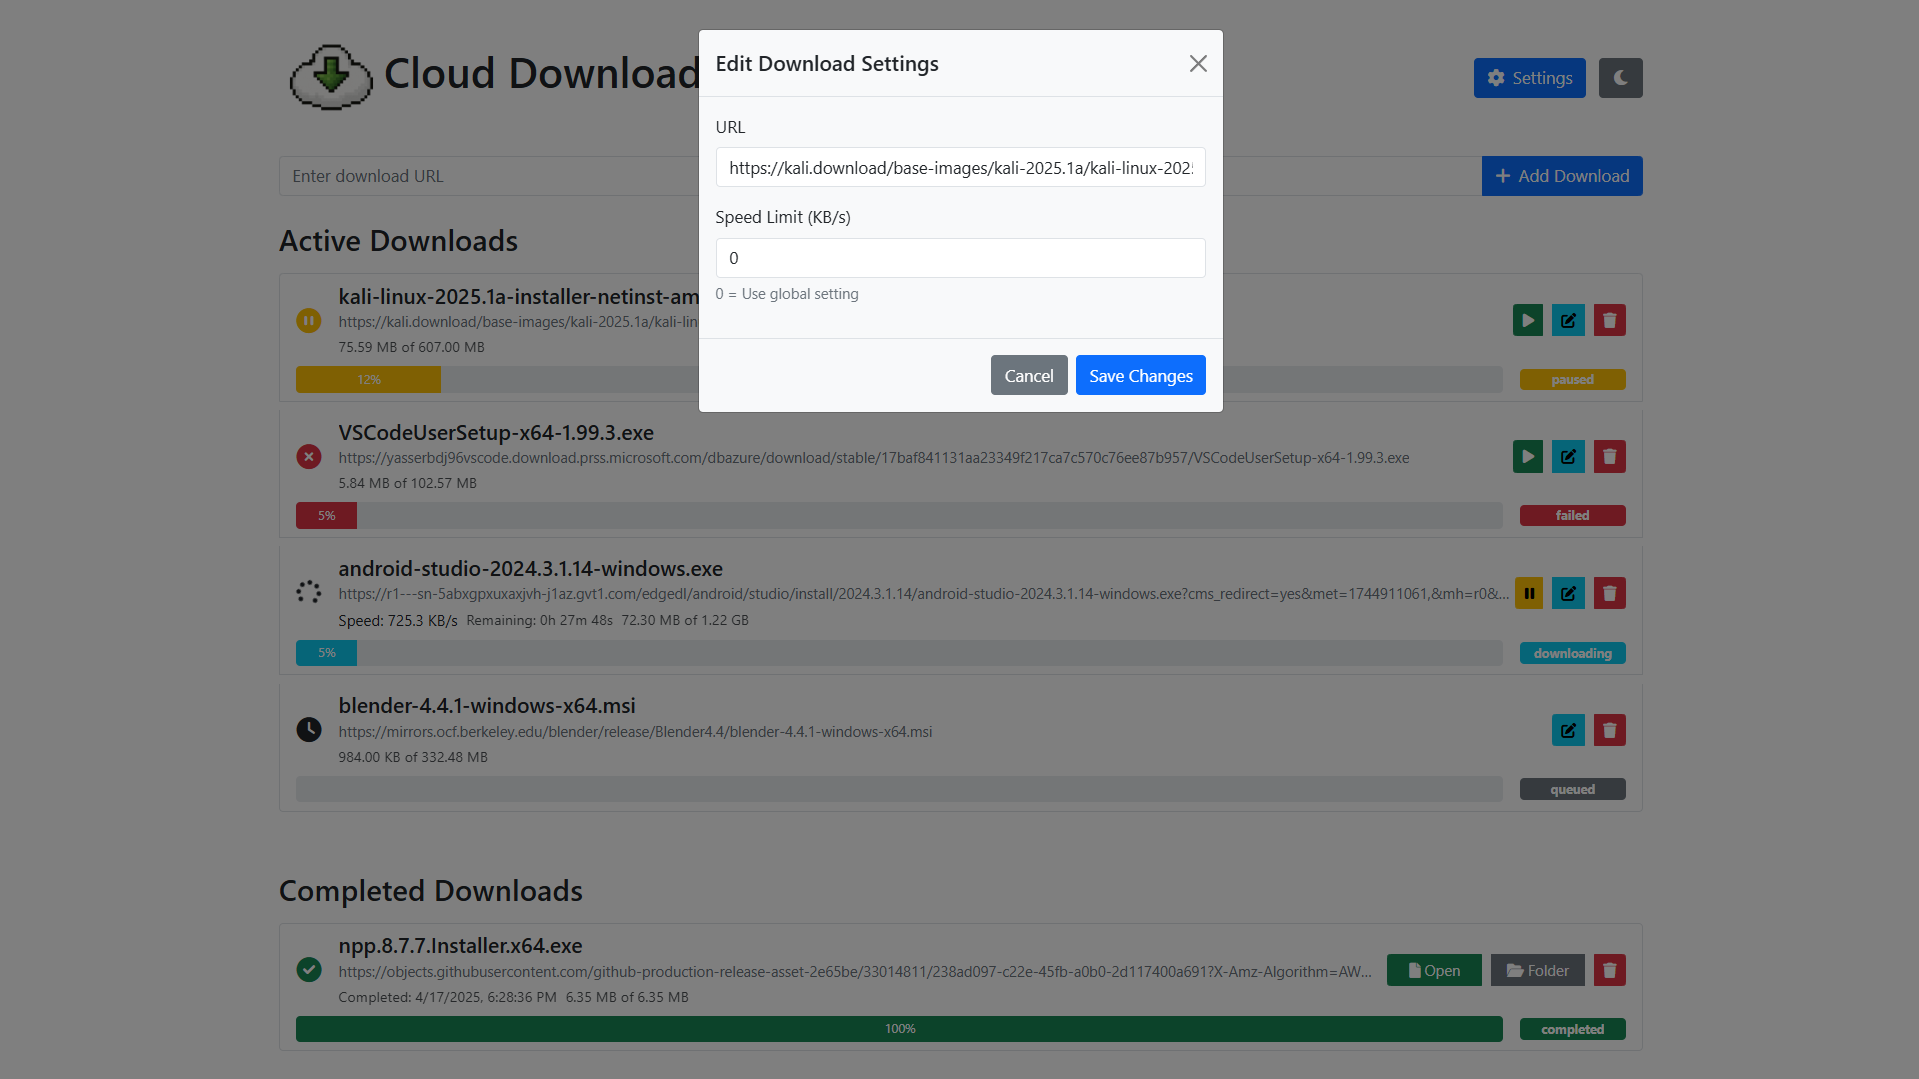 Cloud Download
Settings
Enter download URL
Add Download
Edit Download Settings
URL
https://kali.download/base-images/kali-2025.1a/kali-linux-202
Speed Limit (KB/s)
0
0 = Use global setting
Cancel
Save Changes
Active Downloads
kali-linux-2025.1a-installer-netinst-am
https://kali.download/base-images/kali-2025.1a/kali-lin
75.59 MB of 607.00 MB
12%
paused
VSCodeUserSetup-x64-1.99.3.exe
https://yasserbdj96vscode.download.prss.microsoft.com/dbazure/download/stable/17baf841131aa23349f217ca7c570c76ee87b957/VSCodeUserSetup-x64-1.99.3.exe
5.84 MB of 102.57 MB
5%
failed
android-studio-2024.3.1.14-windows.exe
https://r1---sn-5abxgpxuxaxjvh-j1az.gvt1.com/edgedl/android/studio/install/2024.3.1.14/android-studio-2024.3.1.14-windows.exe?cms_redirect=yes&met=1744911061,&mh=r0&...
Speed: 725.3 KB/s Remaining: 0h 27m 48s 72.30 MB of 1.22 GB
5%
downloading
blender-4.4.1-windows-x64.msi
https://mirrors.ocf.berkeley.edu/blender/release/Blender4.4/blender-4.4.1-windows-x64.msi
984.00 KB of 332.48 MB
queued
Completed Downloads
npp.8.7.7.Installer.x64.exe
https://objects.githubusercontent.com/github-production-release-asset-2e65be/33014811/238ad097-c22e-45fb-a0b0-2d117400a691?X-Amz-Algorithm=AW...
Open
Folder
Completed: 4/17/2025, 6:28:36 PM 6.35 MB of 6.35 MB
100%
completed